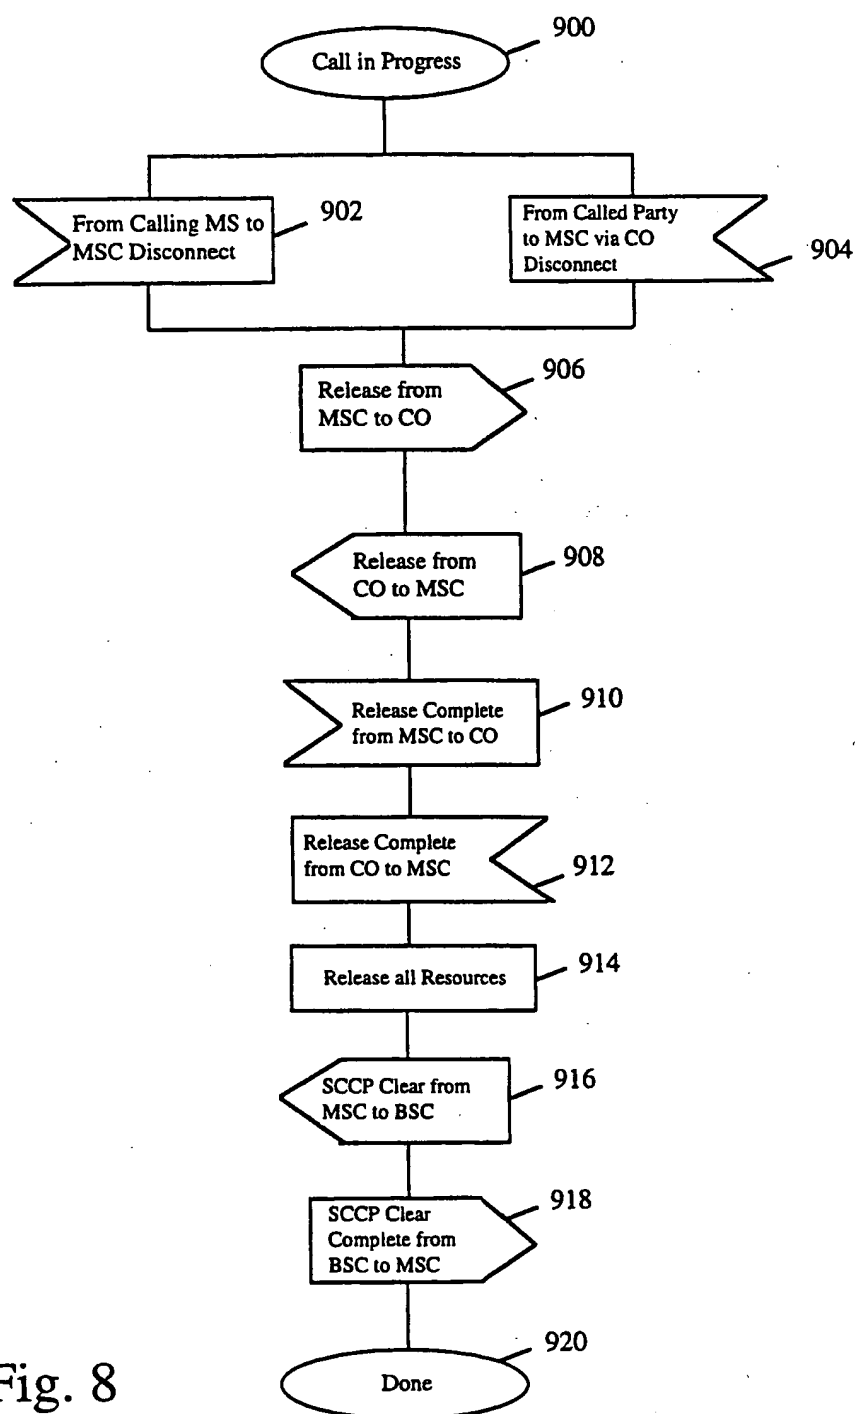 900
Call in Progress
From Calling MS to
MSC Disconnect
902
From Called Party
to MSC via CO
Disconnect
904
Release from
MSC to CO
906
Release from
CO to MSC
908
Release Complete
from MSC to CO
910
Release Complete
from CO to MSC
912
Release all Resources
914
SCCP Clear from
MSC to BSC
916
SCCP Clear
Complete from
BSC to MSC
918
920
Done
Fig. 8